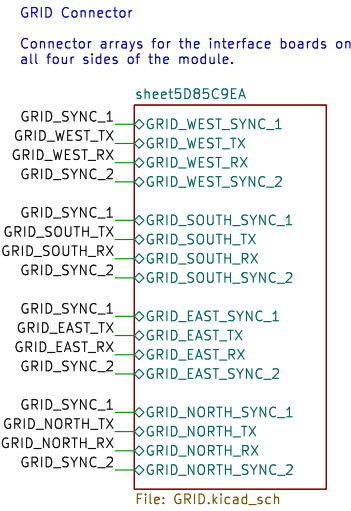 GRID Connector
Connector arrays for the interface boards on
all four sides of the module.
sheet5D85C9EA
GRID_SYNC_1 GRID_WEST_SYNC_1
GRID_WEST_TX GRID_WEST_TX
GRID_WEST_RX GRID_WEST_RX
GRID_SYNC_2 GRID_WEST_SYNC_2
GRID_SYNC_1 GRID_SOUTH_SYNC_1
GRID_SOUTH_TX GRID_SOUTH_TX
GRID_SOUTH_RX GRID_SOUTH_RX
GRID_SYNC_2 GRID_SOUTH_SYNC_2
GRID_SYNC_1 GRID_EAST_SYNC_1
GRID_EAST_TX GRID_EAST_TX
GRID_EAST_RX GRID_EAST_RX
GRID_SYNC_2 GRID_EAST_SYNC_2
GRID_SYNC_1 GRID_NORTH_SYNC_1
GRID_NORTH_TX GRID_NORTH_TX
GRID_NORTH_RX GRID_NORTH_RX
GRID_SYNC_2 GRID_NORTH_SYNC_2
File: GRID.kicad_sch